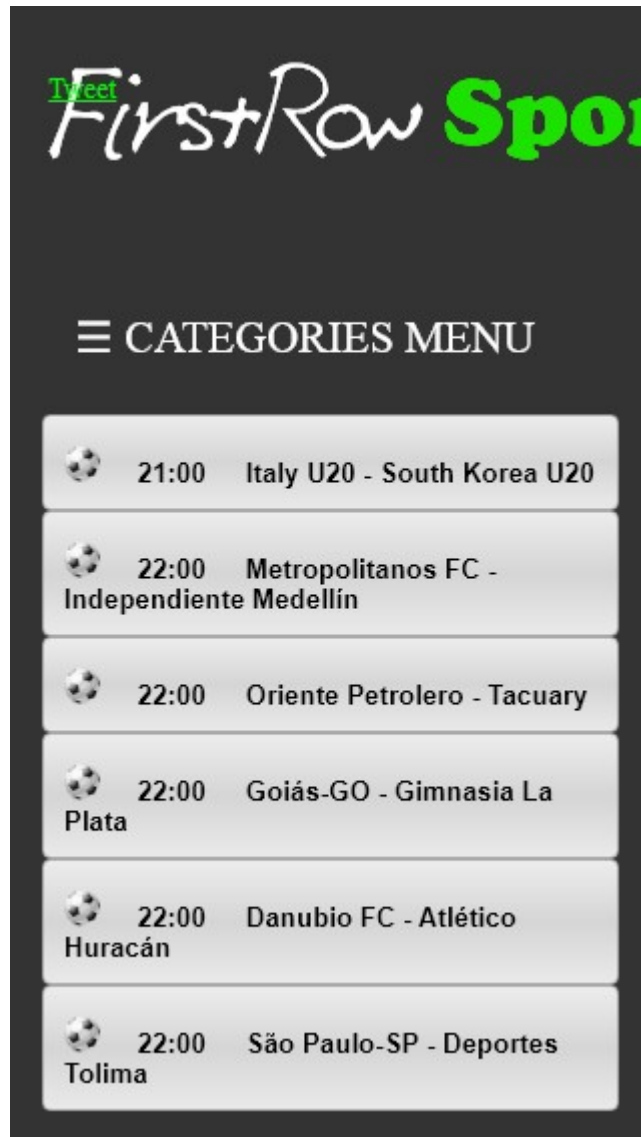 Tweet
FirstRow Spor
☰ CATEGORIES MENU
21:00 Italy U20 - South Korea U20
22:00 Metropolitanos FC -
Independiente Medellín
22:00 Oriente Petrolero - Tacuary
22:00 Goiás-GO - Gimnasia La
Plata
22:00 Danubio FC - Atlético
Huracán
22:00 São Paulo-SP - Deportes
Tolima